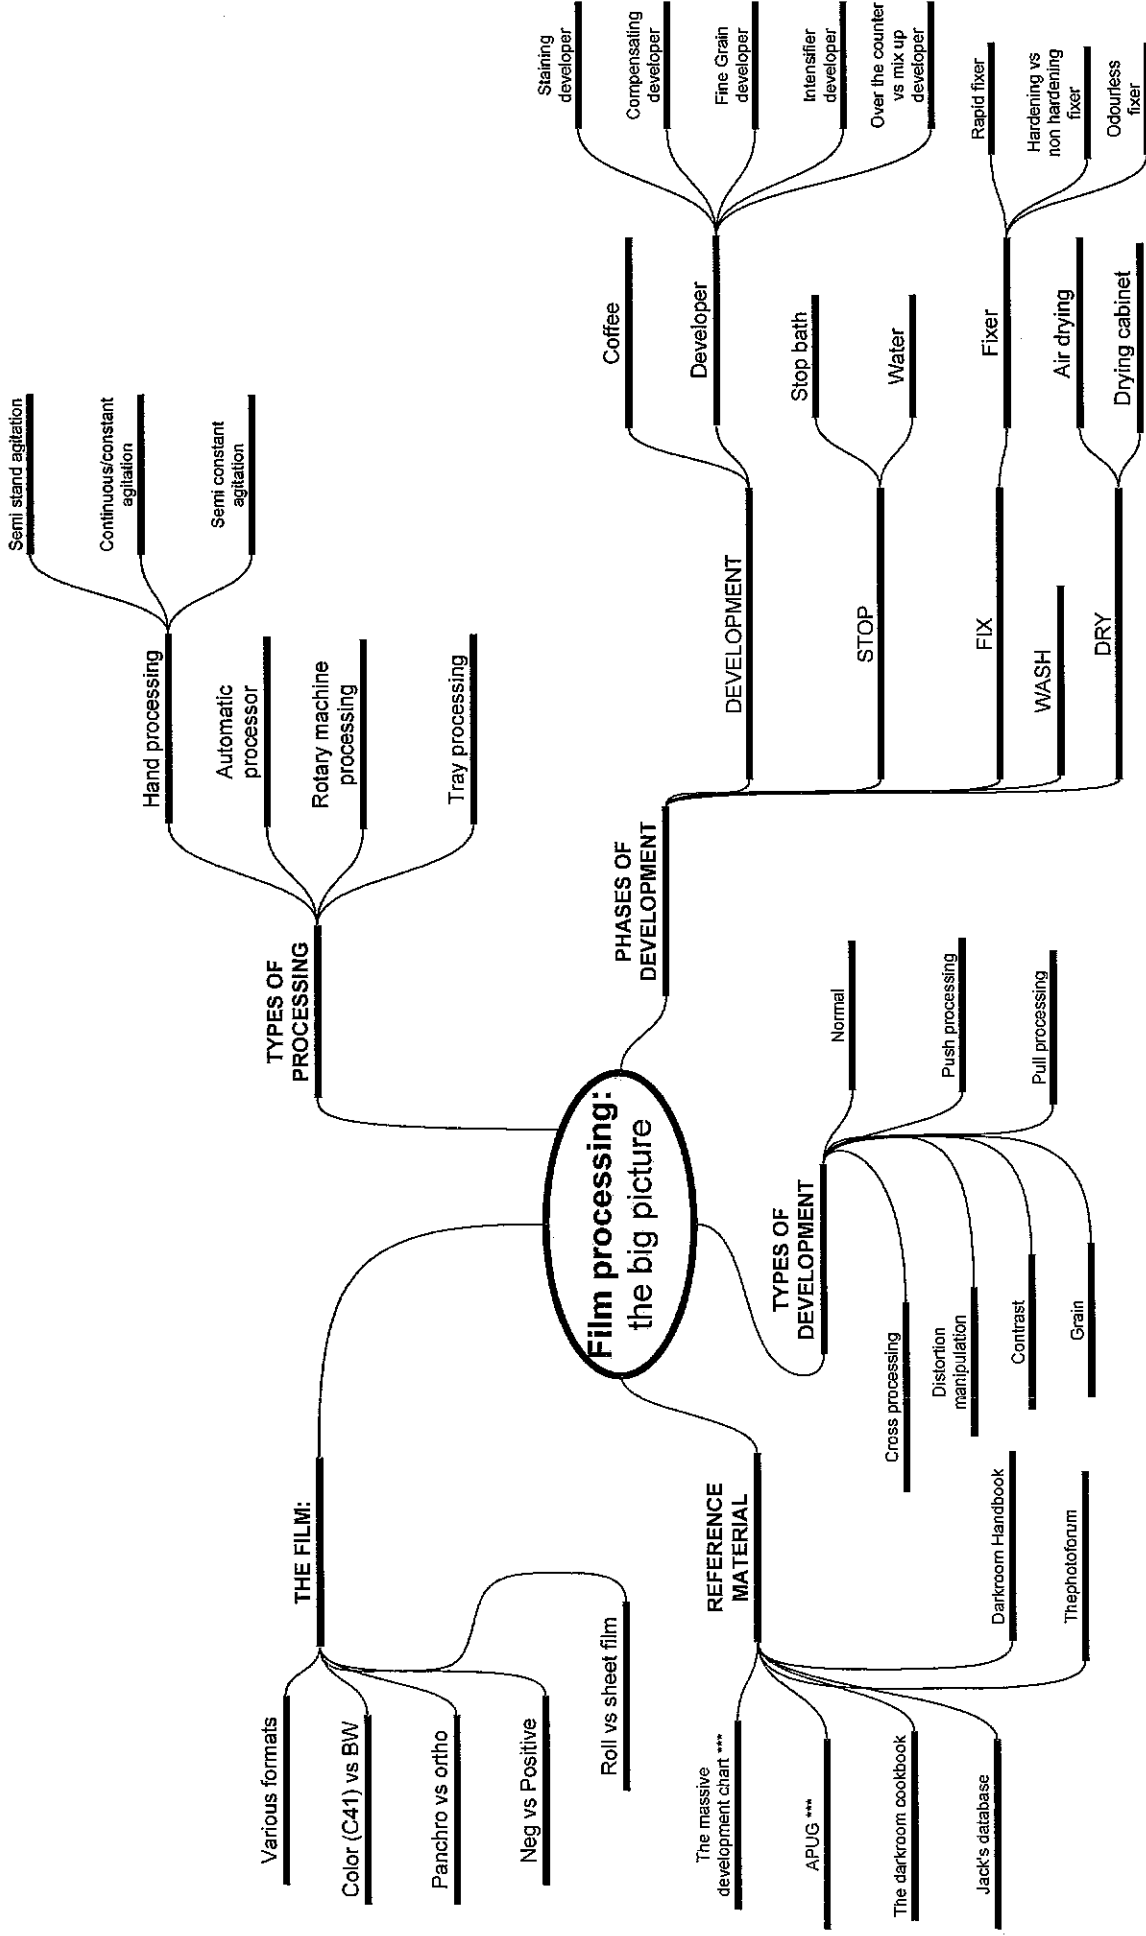 Film processing:
the big picture
THE FILM:
Various formats
Color (C41) vs BW
Panchro vs ortho
Neg vs Positive
Roll vs sheet film
TYPES OF
PROCESSING
Hand processing
Semi stand agitation
Continuous/constant
agitation
Semi constant
agitation
Automatic
processor
Rotary machine
processing
Tray processing
PHASES OF
DEVELOPMENT
DEVELOPMENT
Coffee
Developer
Staining
developer
Compensating
developer
Fine Grain
developer
Intensifier
developer
Over the counter
vs mix up
developer
STOP
Stop bath
Water
FIX
Fixer
Rapid fixer
Hardening vs
non hardening
fixer
Odourless
fixer
WASH
DRY
Air drying
Drying cabinet
TYPES OF
DEVELOPMENT
Normal
Push processing
Pull processing
Cross processing
Distortion
manipulation
Contrast
Grain
REFERENCE
MATERIAL
The massive
development chart ***
APUG ***
The darkroom cookbook
Jack's database
Darkroom Handbook
Thephotoforum